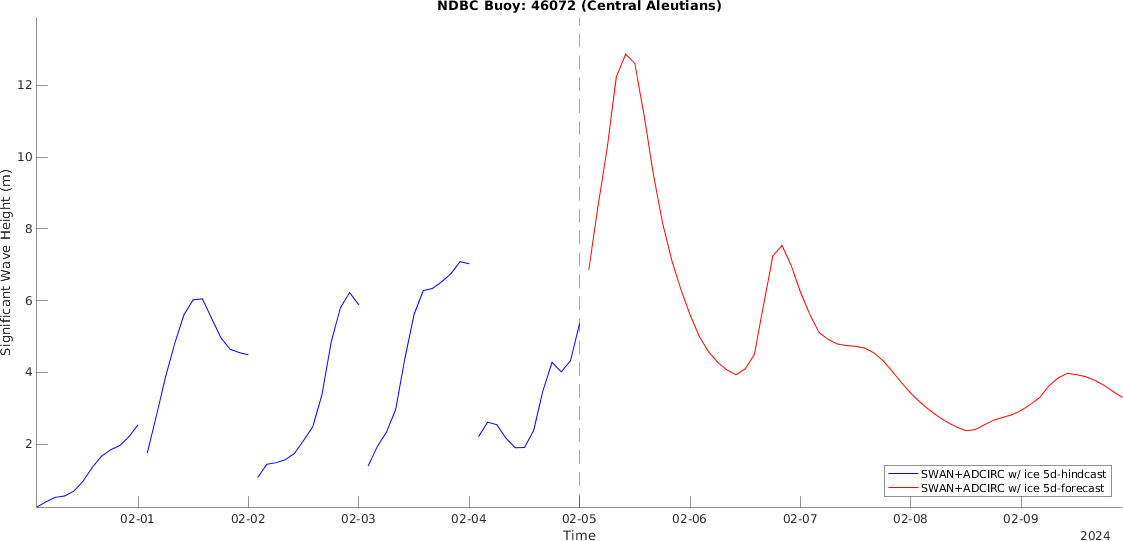 NDBC Buoy: 46072 (Central Aleutians)
Significant Wave Height (m)
12
10
8
6
4
2
SWAN+ADCIRC w/ ice 5d-hindcast
SWAN+ADCIRC w/ ice 5d-forecast
02-01 02-02 02-03 02-04 02-05 02-06 02-07 02-08 02-09
Time
2024